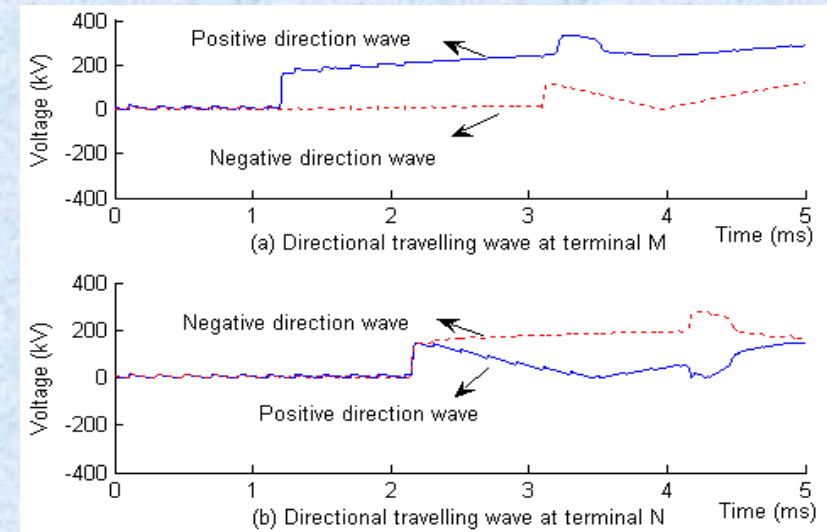 400
200
0
-200
-400
Voltage (kV)
Positive direction wave
Negative direction wave
0 1 2 3 4 5
(a) Directional travelling wave at terminal M
Time (ms)
400
200
0
-200
-400
Voltage (kV)
Negative direction wave
Positive direction wave
0 1 2 3 4 5
(b) Directional travelling wave at terminal N
Time (ms)